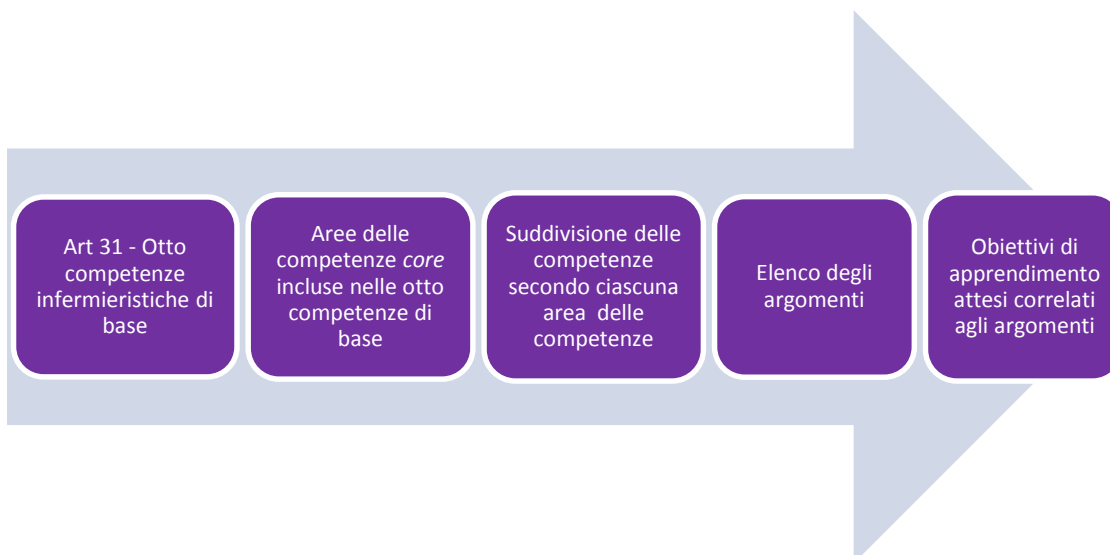 Art 31 - Otto
competenze
infermieristiche di
base
Aree delle
competenze core
incluse nelle otto
competenze di
base
Suddivisione delle
competenze
secondo ciascuna
area delle
competenze
Elenco degli
argomenti
Obiettivi di
apprendimento
attesi correlati
agli argomenti